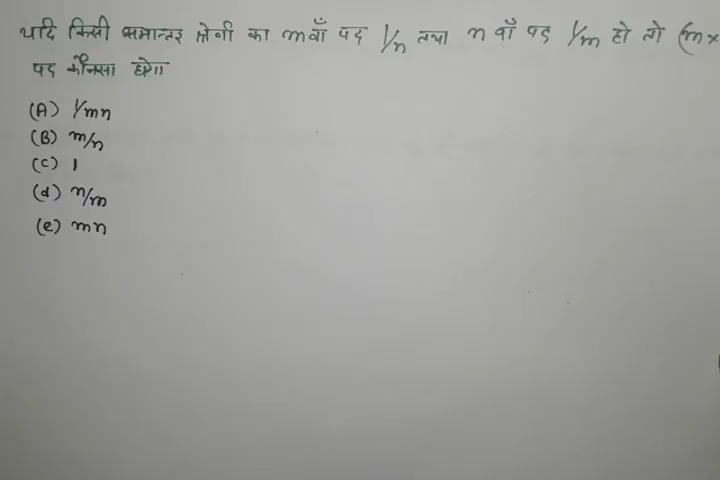 यदि किसी समान्तर श्रेणी का mवाँ पद 1/n तथा n वाँ पद 1/m हो तो (m×
पद कौनसा होगा
(A) 1/mn
(B) m/n
(C) 1
(d) n/m
(e) mn